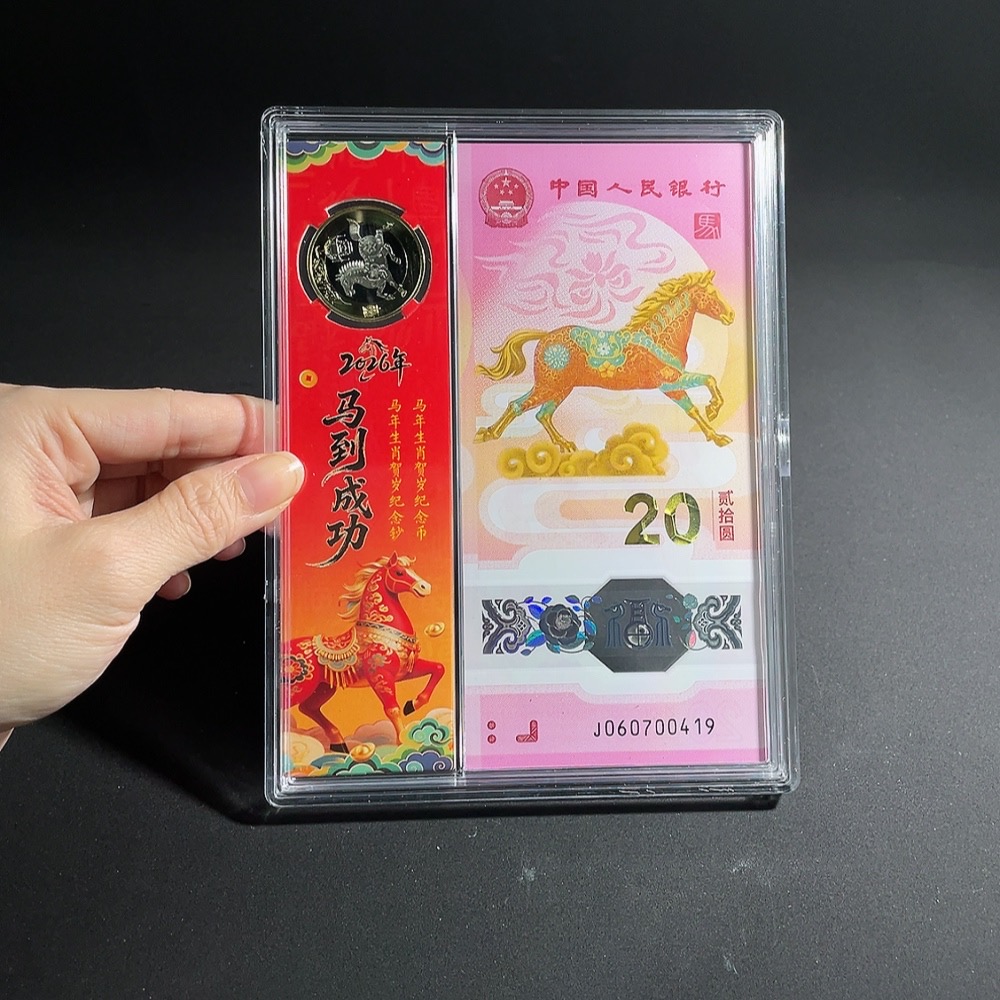 2026年
马到成功
马年生肖贺岁纪念币
马年生肖贺岁纪念钞
中国人民银行
馬
20
贰拾圆
J060700419